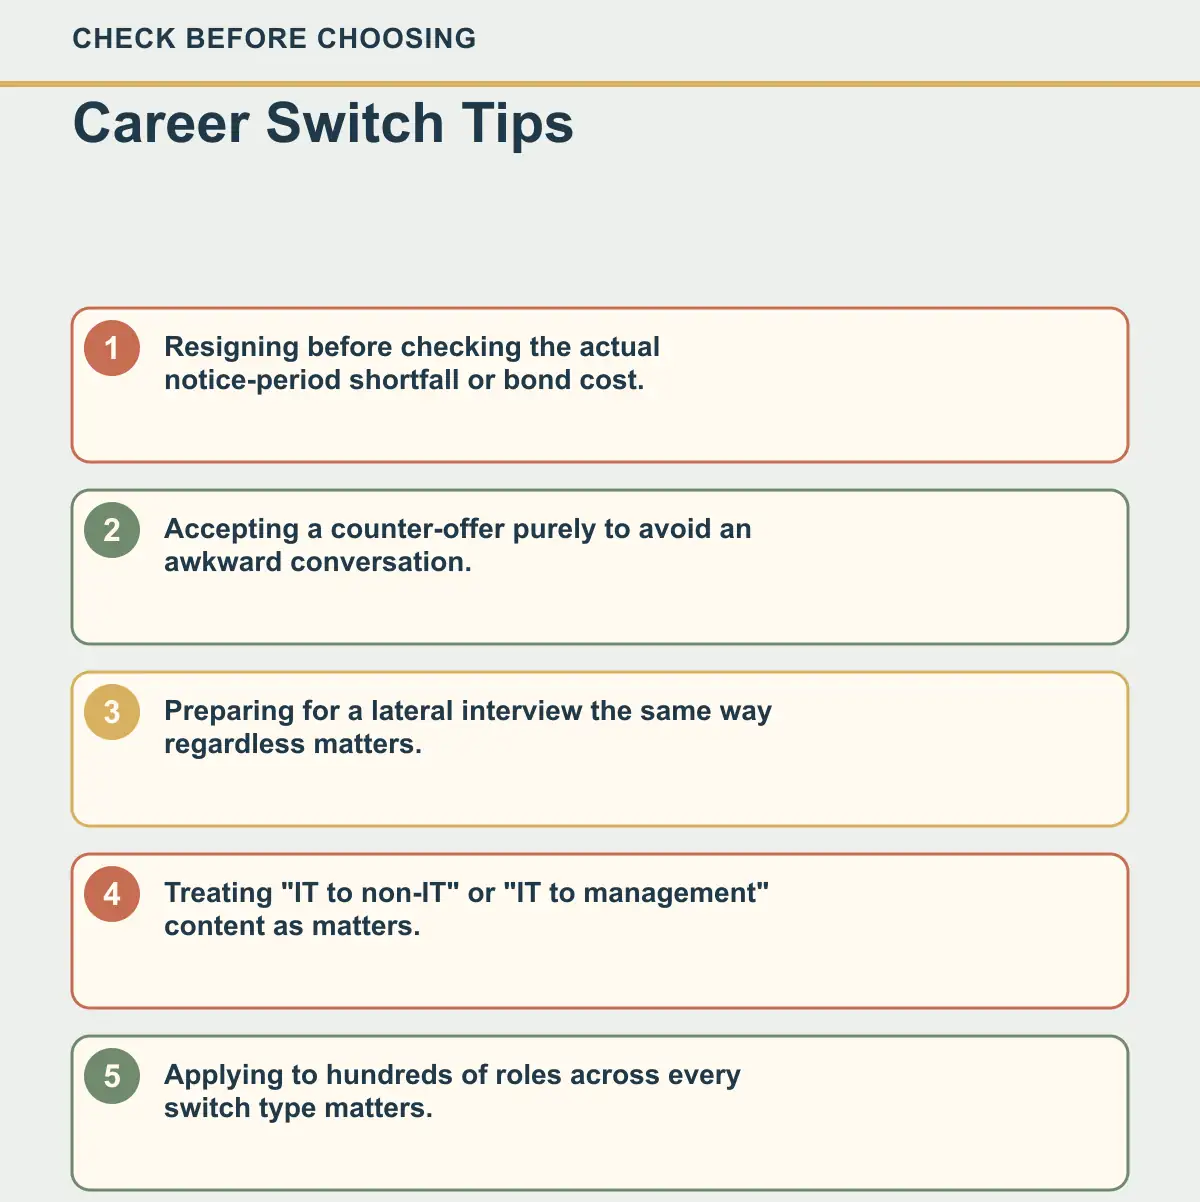 CHECK BEFORE CHOOSING
Career Switch Tips
1
Resigning before checking the actual
notice-period shortfall or bond cost.
2
Accepting a counter-offer purely to avoid an
awkward conversation.
3
Preparing for a lateral interview the same way
regardless matters.
4
Treating "IT to non-IT" or "IT to management"
content as matters.
5
Applying to hundreds of roles across every
switch type matters.